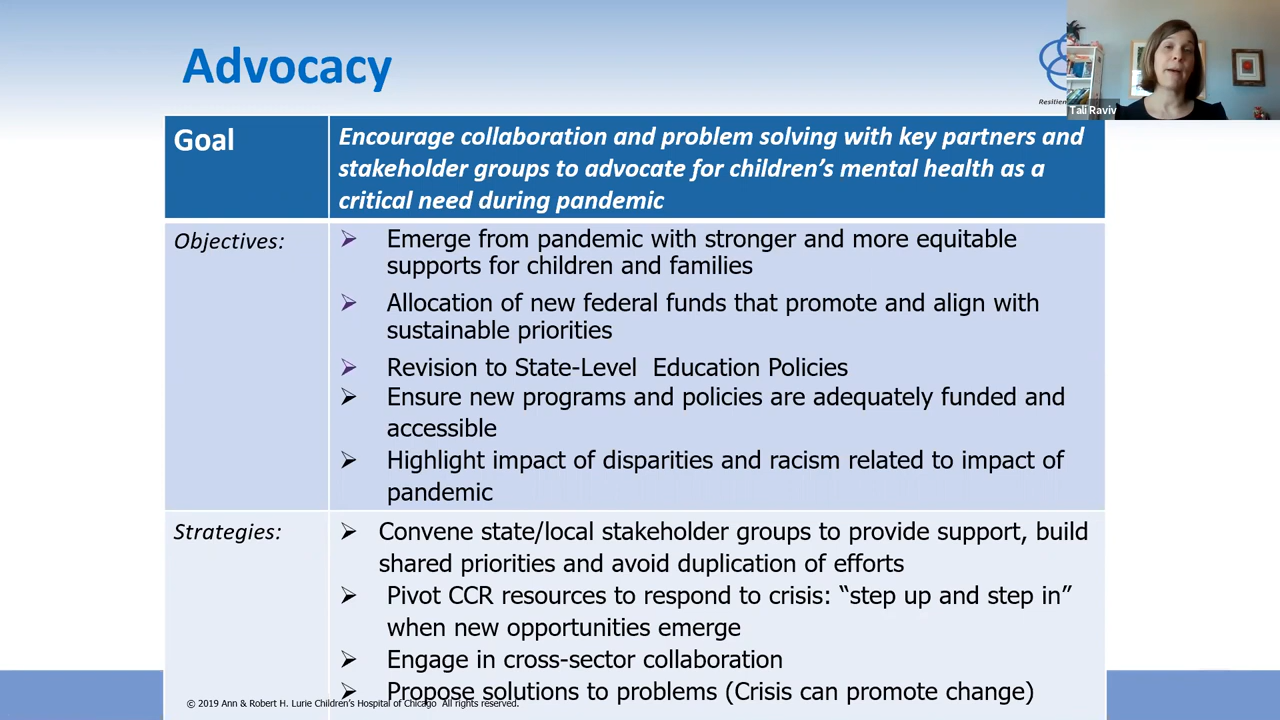 Advocacy
Resilien
Tali Raviv
Goal
Encourage collaboration and problem solving with key partners and
stakeholder groups to advocate for children’s mental health as a
critical need during pandemic
Objectives:
➢ Emerge from pandemic with stronger and more equitable
supports for children and families
➢ Allocation of new federal funds that promote and align with
sustainable priorities
➢ Revision to State-Level  Education Policies
➢ Ensure new programs and policies are adequately funded and
accessible
➢ Highlight impact of disparities and racism related to impact of
pandemic
Strategies:
➢ Convene state/local stakeholder groups to provide support, build
shared priorities and avoid duplication of efforts
➢ Pivot CCR resources to respond to crisis: “step up and step in”
when new opportunities emerge
➢ Engage in cross-sector collaboration
➢ Propose solutions to problems (Crisis can promote change)
© 2019 Ann & Robert H. Lurie Children’s Hospital of Chicago  All rights reserved.